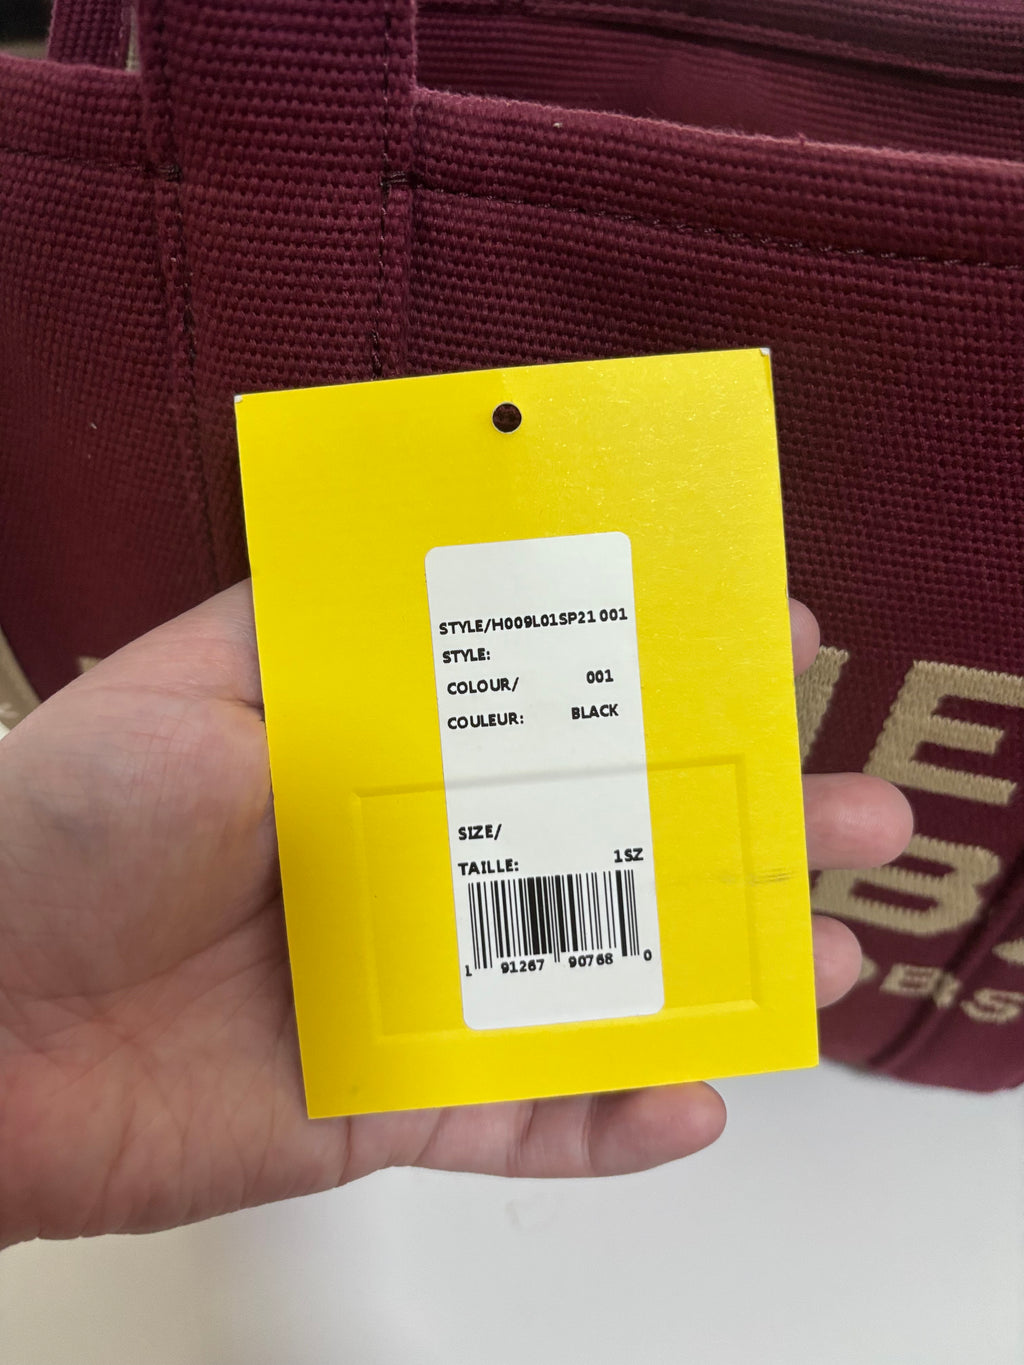 STYLE/H009L01SP21 001
STYLE:
COLOUR/ 001
COULEUR: BLACK
SIZE/
TAILLE: 1SZ
1 91267 90768 0